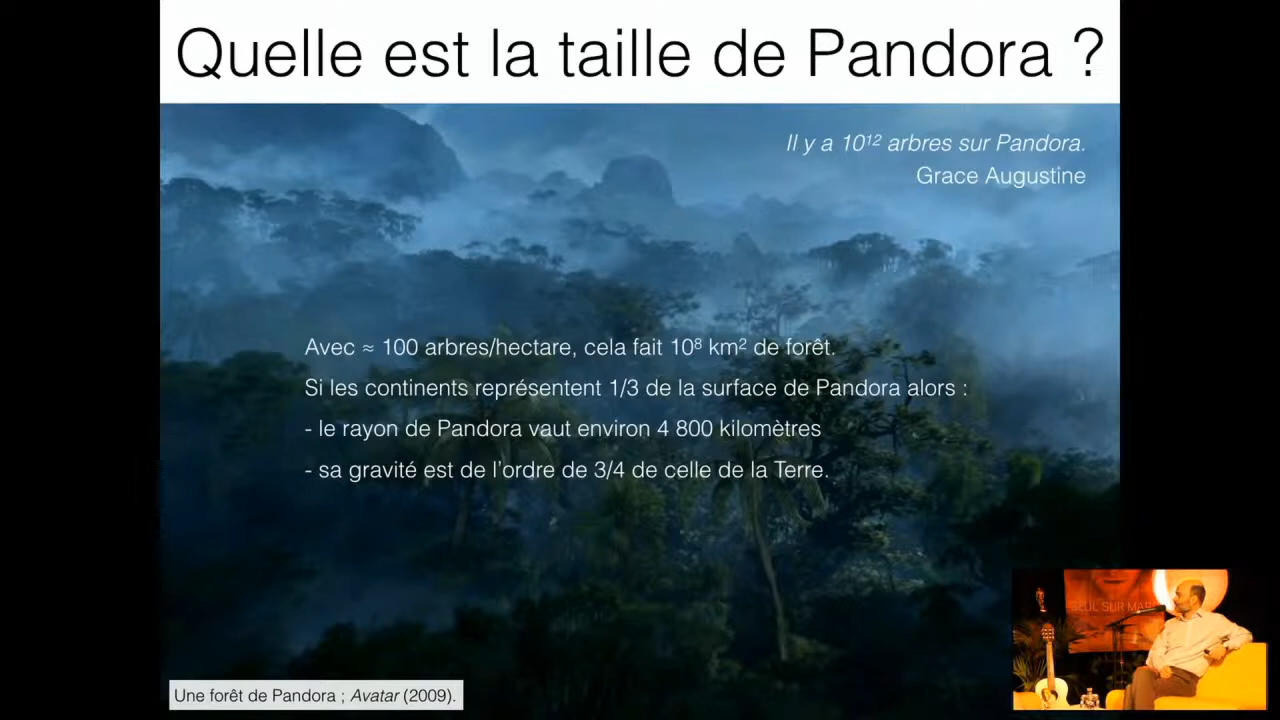 Quelle est la taille de Pandora ?
Il y a 10¹² arbres sur Pandora.
Grace Augustine
Avec ≈ 100 arbres/hectare, cela fait 10⁸ km² de forêt.
Si les continents représentent 1/3 de la surface de Pandora alors :
- le rayon de Pandora vaut environ 4 800 kilomètres
- sa gravité est de l’ordre de 3/4 de celle de la Terre.
Une forêt de Pandora ; Avatar (2009).
SEUL SUR MARS